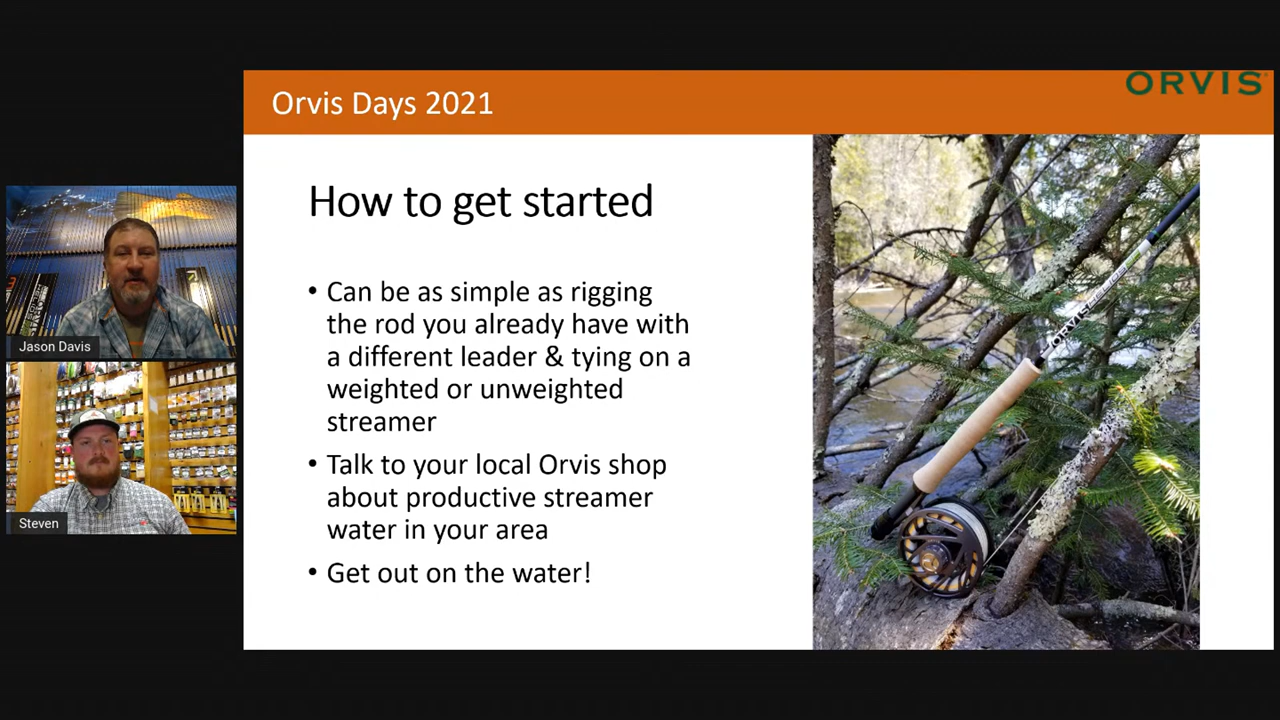 Orvis Days 2021
ORVIS
How to get started
• Can be as simple as rigging
the rod you already have with
a different leader & tying on a
weighted or unweighted
streamer
• Talk to your local Orvis shop
about productive streamer
water in your area
• Get out on the water!
Jason Davis
Steven
ORVIS